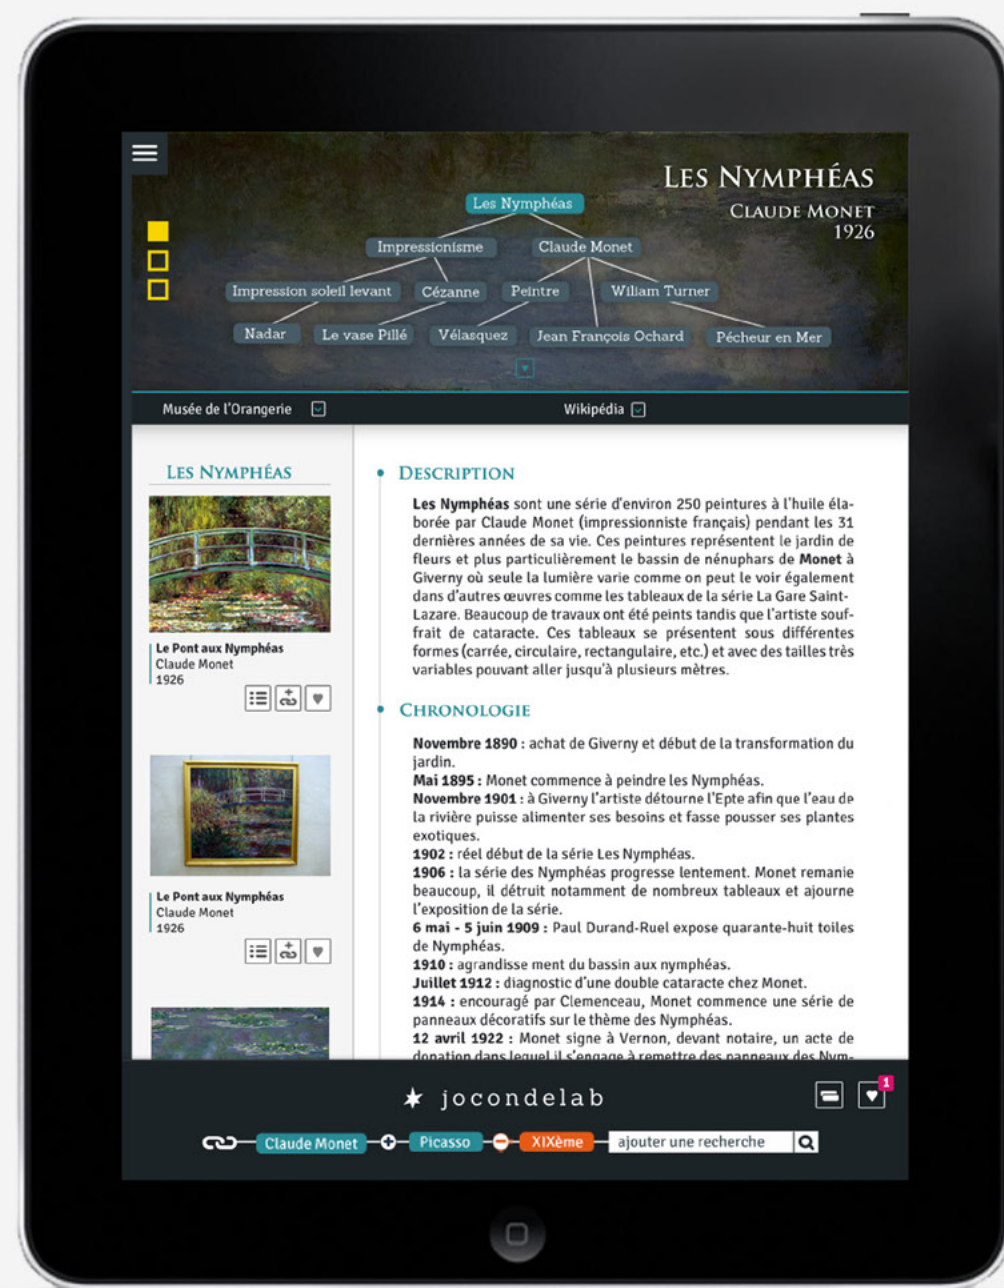 LES NYMPHÉAS
CLAUDE MONET
1926
Les Nymphéas
Impressionisme
Claude Monet
Impression soleil levant
Cézanne
Peintre
Wiliam Turner
Nadar
Le vase Pillé
Vélasquez
Jean François Ochard
Pécheur en Mer
Musée de l'Orangerie
Wikipédia
LES NYMPHÉAS
Le Pont aux Nymphéas
Claude Monet
1926
Le Pont aux Nymphéas
Claude Monet
1926
DESCRIPTION
Les Nymphéas sont une série d'environ 250 peintures à l'huile éla-
borée par Claude Monet (impressionniste français) pendant les 31
dernières années de sa vie. Ces peintures représentent le jardin de
fleurs et plus particulièrement le bassin de nénuphars de Monet à
Giverny où seule la lumière varie comme on peut le voir également
dans d'autres œuvres comme les tableaux de la série La Gare Saint-
Lazare. Beaucoup de travaux ont été peints tandis que l'artiste souf-
frait de cataracte. Ces tableaux se présentent sous différentes
formes (carrée, circulaire, rectangulaire, etc.) et avec des tailles très
variables pouvant aller jusqu'à plusieurs mètres.
CHRONOLOGIE
Novembre 1890 : achat de Giverny et début de la transformation du
jardin.
Mai 1895 : Monet commence à peindre les Nymphéas.
Novembre 1901 : à Giverny l'artiste détourne l'Epte afin que l'eau de
la rivière puisse alimenter ses besoins et fasse pousser ses plantes
exotiques.
1902 : réel début de la série Les Nymphéas.
1906 : la série des Nymphéas progresse lentement. Monet remanie
beaucoup, il détruit notamment de nombreux tableaux et ajourne
l'exposition de la série.
6 mai - 5 juin 1909 : Paul Durand-Ruel expose quarante-huit toiles
de Nymphéas.
1910 : agrandisse ment du bassin aux nymphéas.
Juillet 1912 : diagnostic d'une double cataracte chez Monet.
1914 : encouragé par Clemenceau, Monet commence une série de
panneaux décoratifs sur le thème des Nymphéas.
12 avril 1922 : Monet signe à Vernon, devant notaire, un acte de
donation dans lequel il s'engage à remettre des panneaux des Nym-
jocondelab
1
Claude Monet
Picasso
XIXème
ajouter une recherche